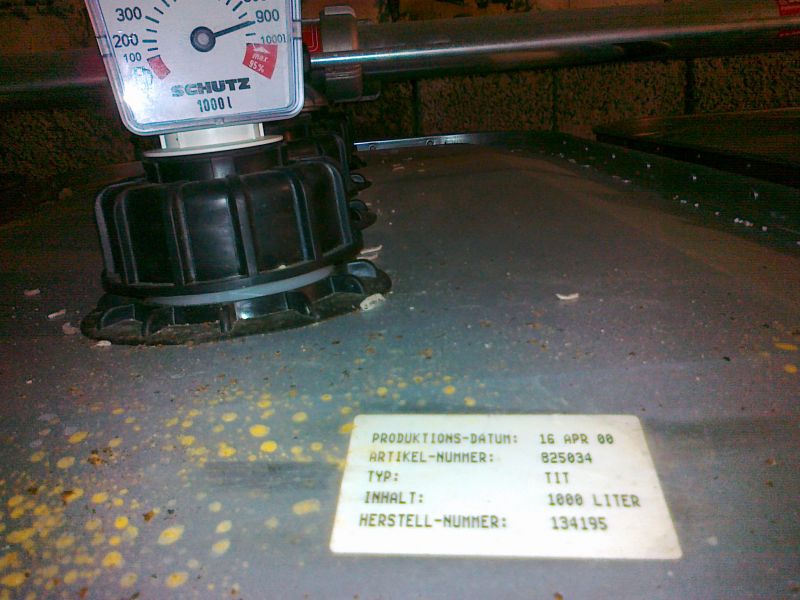 300
900
200
1000l
100
max
95%
SCHUTZ
1000 l
PRODUKTIONS-DATUM: 16 APR 00
ARTIKEL-NUMMER: 825034
TYP: TIT
INHALT: 1000 LITER
HERSTELL-NUMMER: 134195